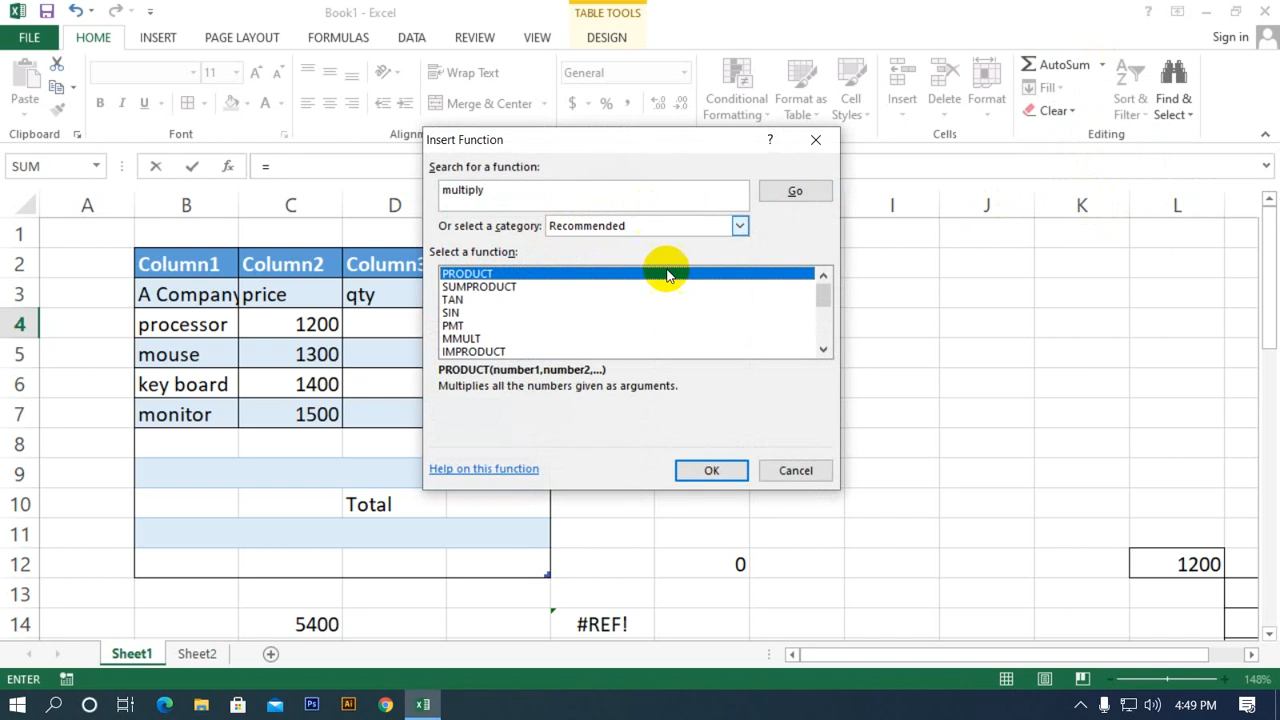 Book1 - Excel
TABLE TOOLS
?
FILE
HOME
INSERT
PAGE LAYOUT
FORMULAS
DATA
REVIEW
VIEW
DESIGN
Sign in
Paste
11
B I U
Wrap Text
Merge & Center
General
$ % ,
Conditional Formatting
Format as Table
Cell Styles
Insert
Delete
Format
AutoSum
Fill
Clear
Sort & Filter
Find & Select
Clipboard
Font
Alignm
Cells
Editing
SUM
fx
=
Insert Function
?
Search for a function:
multiply
Go
Or select a category: Recommended
Select a function:
PRODUCT
SUMPRODUCT
TAN
SIN
PMT
MMULT
IMPRODUCT
PRODUCT(number1,number2,...)
Multiplies all the numbers given as arguments.
Help on this function
OK
Cancel
A B C D I J K L
1
2 Column1 Column2 Column3
3 A Company price qty
4 processor 1200
5 mouse 1300
6 key board 1400
7 monitor 1500
8
9
10 Total
11
12 0 1200
13
14 5400 #REF!
Sheet1 Sheet2
ENTER
148%
Ps
Ai
4:49 PM